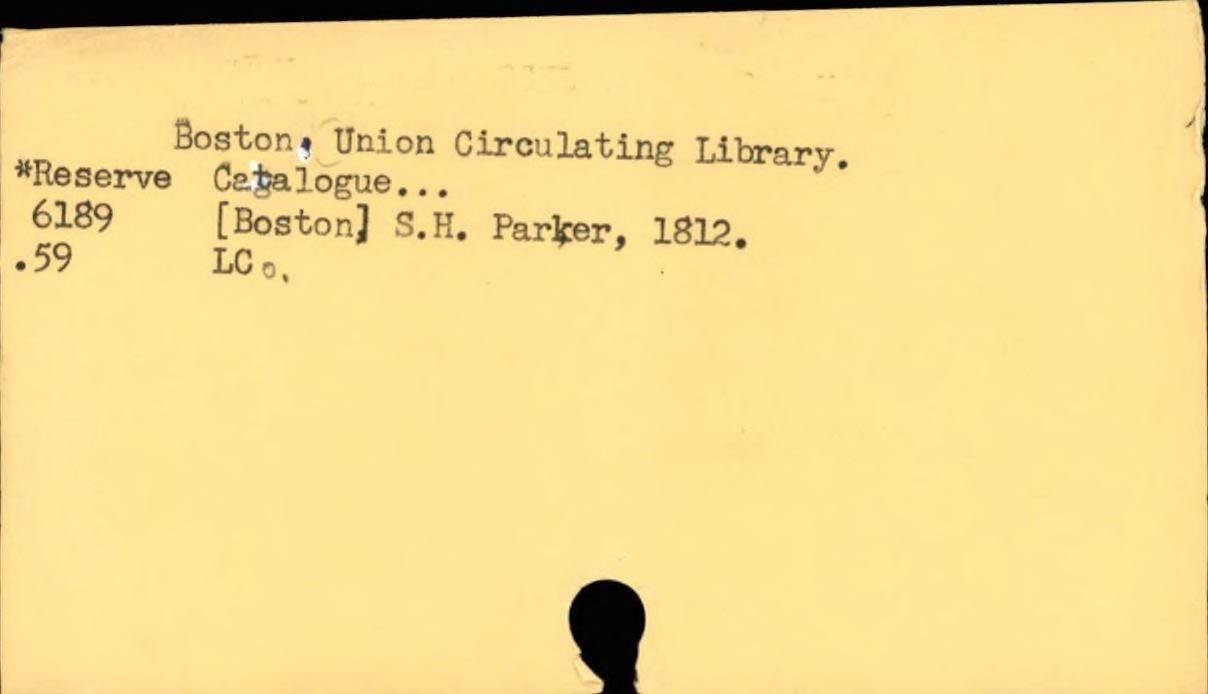 Boston, Union Circulating Library.
*Reserve Catalogue...
6189 [Boston] S.H. Parker, 1812.
.59 LC.